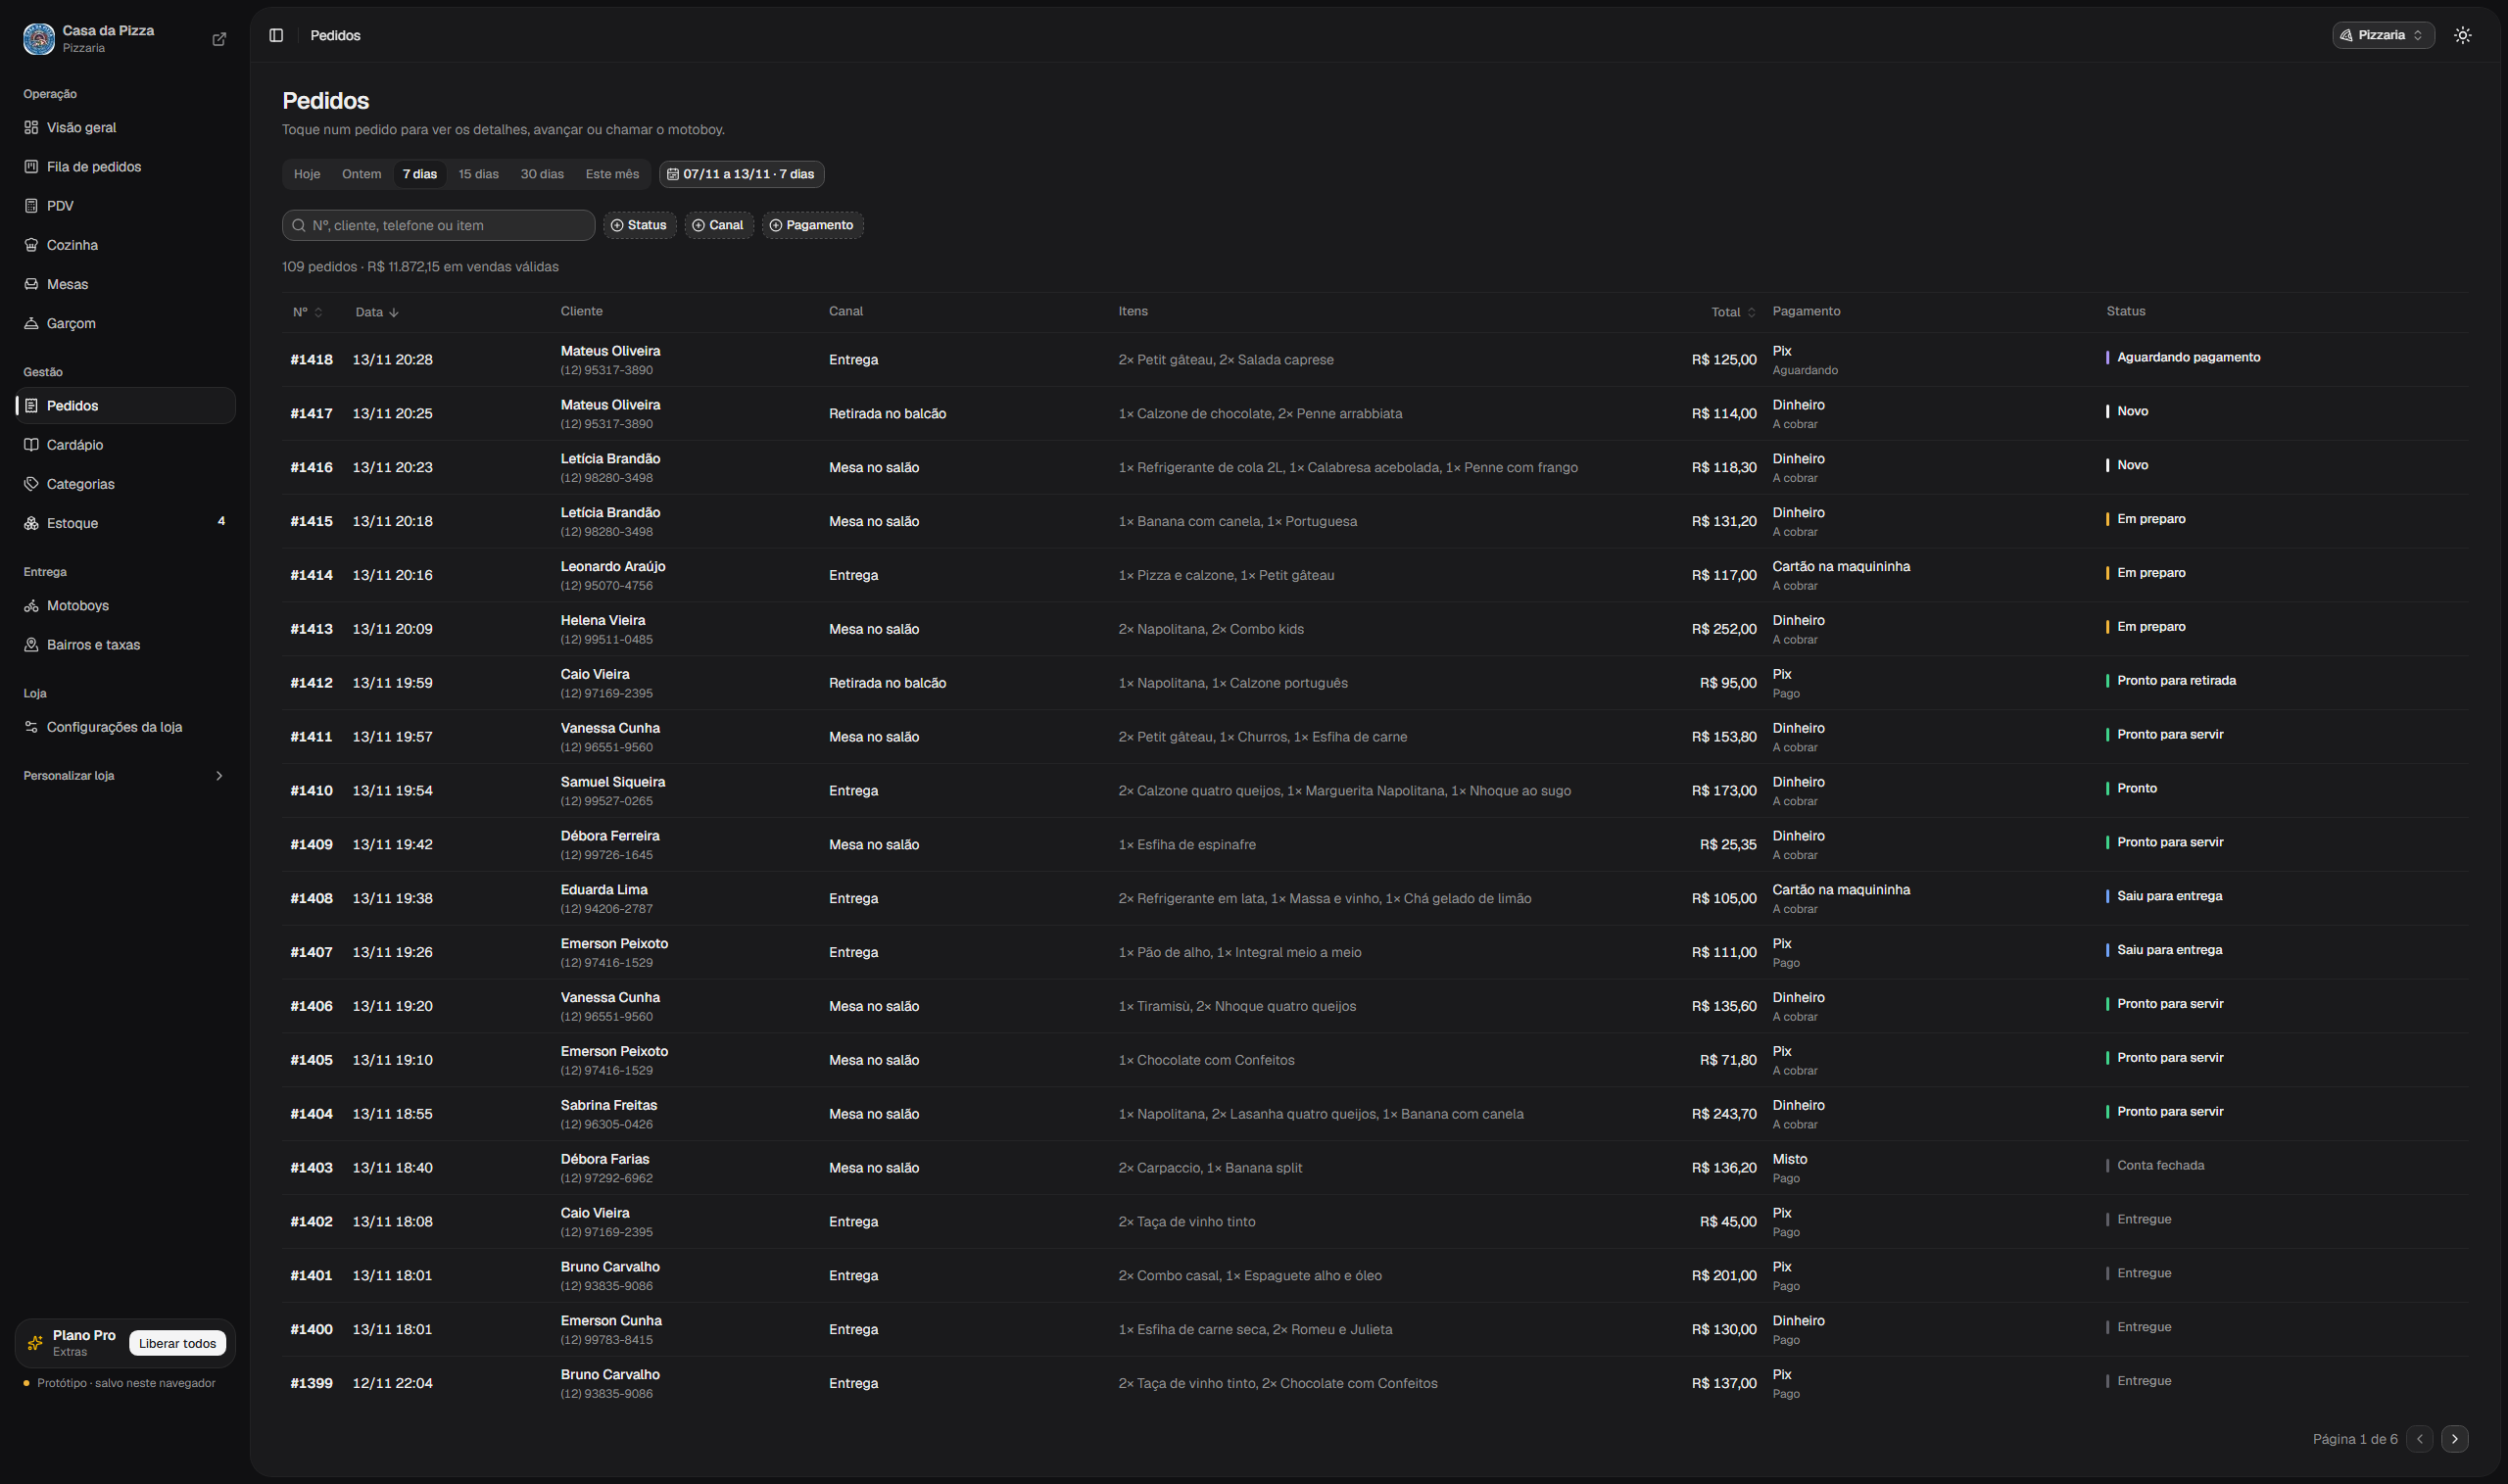 Casa da Pizza
Pizzaria
Operação
Visão geral
Fila de pedidos
PDV
Cozinha
Mesas
Garçom
Gestão
Pedidos
Cardápio
Categorias
Estoque 4
Entrega
Motoboys
Bairros e taxas
Loja
Configurações da loja
Personalizar loja
Plano Pro
Extras
Liberar todos
Protótipo · salvo neste navegador
Pedidos
Pizzaria
Pedidos
Toque num pedido para ver os detalhes, avançar ou chamar o motoboy.
Hoje Ontem 7 dias 15 dias 30 dias Este mês 07/11 a 13/11 · 7 dias
Nº, cliente, telefone ou item Status Canal Pagamento
109 pedidos · R$ 11.872,15 em vendas válidas
Nº Data Cliente Canal Itens Total Pagamento Status
#1418 13/11 20:28 Mateus Oliveira (12) 95317-3890 Entrega 2× Petit gâteau, 2× Salada caprese R$ 125,00 Pix Aguardando Aguardando pagamento
#1417 13/11 20:25 Mateus Oliveira (12) 95317-3890 Retirada no balcão 1× Calzone de chocolate, 2× Penne arrabbiata R$ 114,00 Dinheiro A cobrar Novo
#1416 13/11 20:23 Letícia Brandão (12) 98280-3498 Mesa no salão 1× Refrigerante de cola 2L, 1× Calabresa acebolada, 1× Penne com frango R$ 118,30 Dinheiro A cobrar Novo
#1415 13/11 20:18 Letícia Brandão (12) 98280-3498 Mesa no salão 1× Banana com canela, 1× Portuguesa R$ 131,20 Dinheiro A cobrar Em preparo
#1414 13/11 20:16 Leonardo Araújo (12) 95070-4756 Entrega 1× Pizza e calzone, 1× Petit gâteau R$ 117,00 Cartão na maquininha A cobrar Em preparo
#1413 13/11 20:09 Helena Vieira (12) 99511-0485 Mesa no salão 2× Napolitana, 2× Combo kids R$ 252,00 Dinheiro A cobrar Em preparo
#1412 13/11 19:59 Caio Vieira (12) 97169-2395 Retirada no balcão 1× Napolitana, 1× Calzone português R$ 95,00 Pix Pago Pronto para retirada
#1411 13/11 19:57 Vanessa Cunha (12) 96551-9560 Mesa no salão 2× Petit gâteau, 1× Churros, 1× Esfiha de carne R$ 153,80 Dinheiro A cobrar Pronto para servir
#1410 13/11 19:54 Samuel Siqueira (12) 99527-0265 Entrega 2× Calzone quatro queijos, 1× Marguerita Napolitana, 1× Nhoque ao sugo R$ 173,00 Dinheiro A cobrar Pronto
#1409 13/11 19:42 Débora Ferreira (12) 99726-1645 Mesa no salão 1× Esfiha de espinafre R$ 25,35 Dinheiro A cobrar Pronto para servir
#1408 13/11 19:38 Eduarda Lima (12) 94206-2787 Entrega 2× Refrigerante em lata, 1× Massa e vinho, 1× Chá gelado de limão R$ 105,00 Cartão na maquininha A cobrar Saiu para entrega
#1407 13/11 19:26 Emerson Peixoto (12) 97416-1529 Entrega 1× Pão de alho, 1× Integral meio a meio R$ 111,00 Pix Pago Saiu para entrega
#1406 13/11 19:20 Vanessa Cunha (12) 96551-9560 Mesa no salão 1× Tiramisù, 2× Nhoque quatro queijos R$ 135,60 Dinheiro A cobrar Pronto para servir
#1405 13/11 19:10 Emerson Peixoto (12) 97416-1529 Mesa no salão 1× Chocolate com Confeitos R$ 71,80 Pix A cobrar Pronto para servir
#1404 13/11 18:55 Sabrina Freitas (12) 96305-0426 Mesa no salão 1× Napolitana, 2× Lasanha quatro queijos, 1× Banana com canela R$ 243,70 Dinheiro A cobrar Pronto para servir
#1403 13/11 18:40 Débora Farias (12) 97292-6962 Mesa no salão 2× Carpaccio, 1× Banana split R$ 136,20 Misto Pago Conta fechada
#1402 13/11 18:08 Caio Vieira (12) 97169-2395 Entrega 2× Taça de vinho tinto R$ 45,00 Pix Pago Entregue
#1401 13/11 18:01 Bruno Carvalho (12) 93835-9086 Entrega 2× Combo casal, 1× Espaguete alho e óleo R$ 201,00 Pix Pago Entregue
#1400 13/11 18:01 Emerson Cunha (12) 99783-8415 Entrega 1× Esfiha de carne seca, 2× Romeu e Julieta R$ 130,00 Dinheiro Pago Entregue
#1399 12/11 22:04 Bruno Carvalho (12) 93835-9086 Entrega 2× Taça de vinho tinto, 2× Chocolate com Confeitos R$ 137,00 Pix Pago Entregue
Página 1 de 6